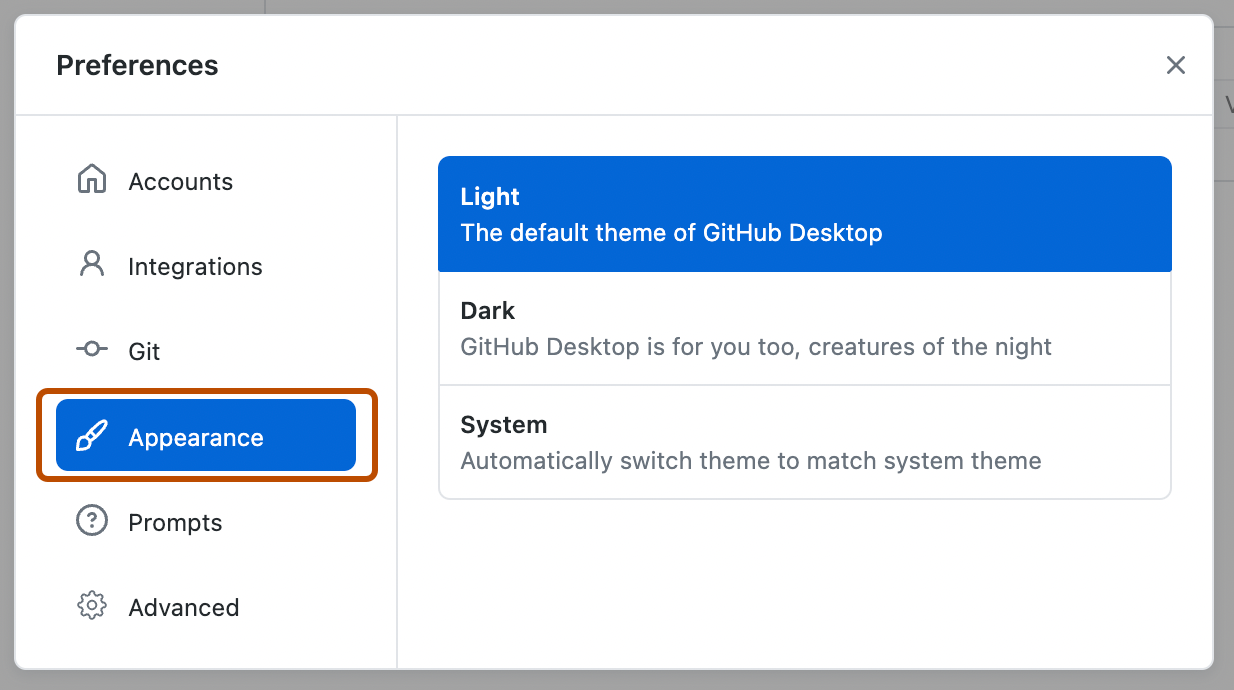 Preferences
Accounts
Integrations
Git
Appearance
Prompts
Advanced
Light
The default theme of GitHub Desktop
Dark
GitHub Desktop is for you too, creatures of the night
System
Automatically switch theme to match system theme